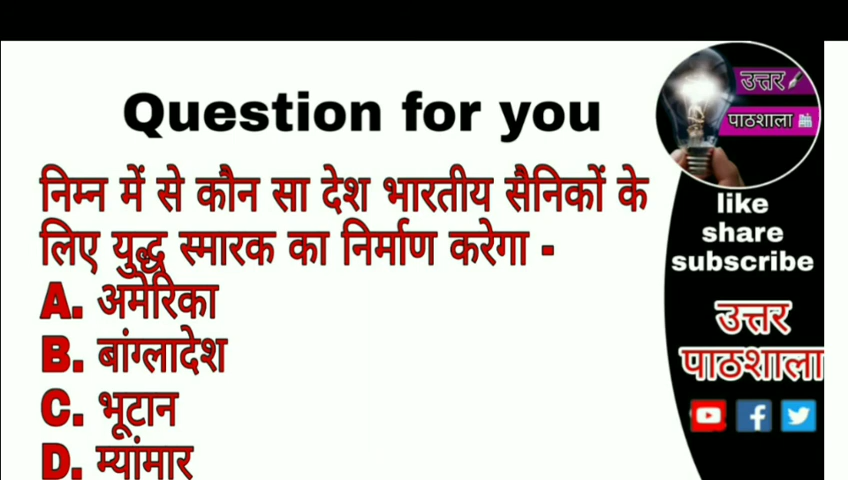 Question for you
निम्न में से कौन सा देश भारतीय सैनिकों के
लिए युद्ध स्मारक का निर्माण करेगा -
A. अमेरिका
B. बांग्लादेश
C. भूटान
D. म्यांमार
उत्तर
पाठशाला
like
share
subscribe
उत्तर
पाठशाला